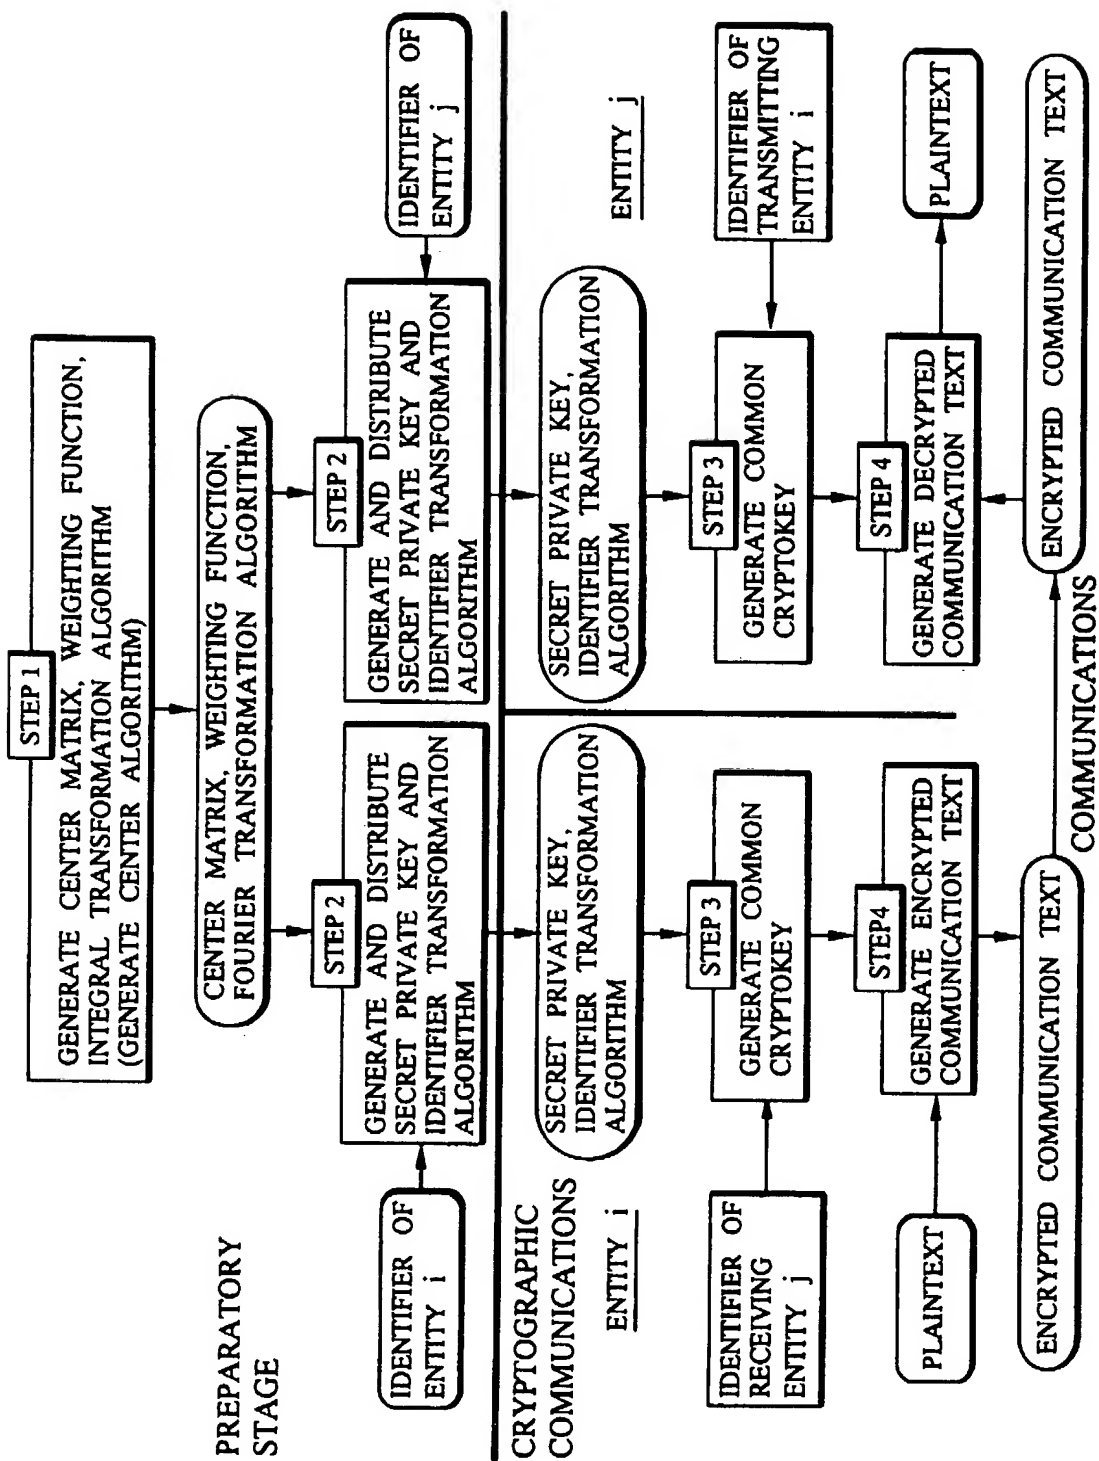 STEP 1
GENERATE CENTER MATRIX, WEIGHTING FUNCTION,
INTEGRAL TRANSFORMATION ALGORITHM
(GENERATE CENTER ALGORITHM)
PREPARATORY
STAGE
CENTER MATRIX, WEIGHTING FUNCTION,
FOURIER TRANSFORMATION ALGORITHM
IDENTIFIER OF
ENTITY i
STEP 2
GENERATE AND DISTRIBUTE
SECRET PRIVATE KEY AND
IDENTIFIER TRANSFORMATION
ALGORITHM
STEP 2
GENERATE AND DISTRIBUTE
SECRET PRIVATE KEY AND
IDENTIFIER TRANSFORMATION
ALGORITHM
IDENTIFIER OF
ENTITY j
CRYPTOGRAPHIC
COMMUNICATIONS
ENTITY i
SECRET PRIVATE KEY,
IDENTIFIER TRANSFORMATION
ALGORITHM
SECRET PRIVATE KEY,
IDENTIFIER TRANSFORMATION
ALGORITHM
ENTITY j
IDENTIFIER OF
RECEIVING
ENTITY j
STEP 3
GENERATE COMMON
CRYPTOKEY
STEP 3
GENERATE COMMON
CRYPTOKEY
IDENTIFIER OF
TRANSMITTING
ENTITY i
PLAINTEXT
STEP4
GENERATE ENCRYPTED
COMMUNICATION TEXT
STEP 4
GENERATE DECRYPTED
COMMUNICATION TEXT
PLAINTEXT
ENCRYPTED COMMUNICATION TEXT
ENCRYPTED COMMUNICATION TEXT
COMMUNICATIONS